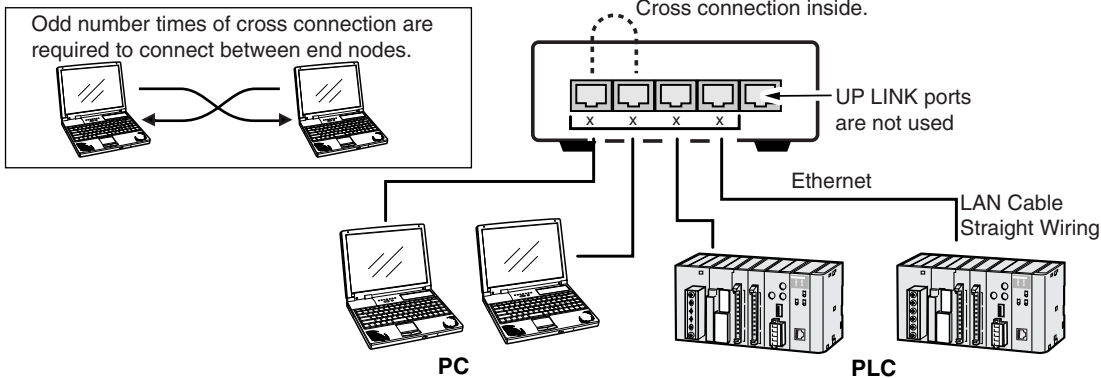 Odd number times of cross connection are
required to connect between end nodes.
Cross connection inside.
x x x x
UP LINK ports
are not used
Ethernet
LAN Cable
Straight Wiring
PC
PLC